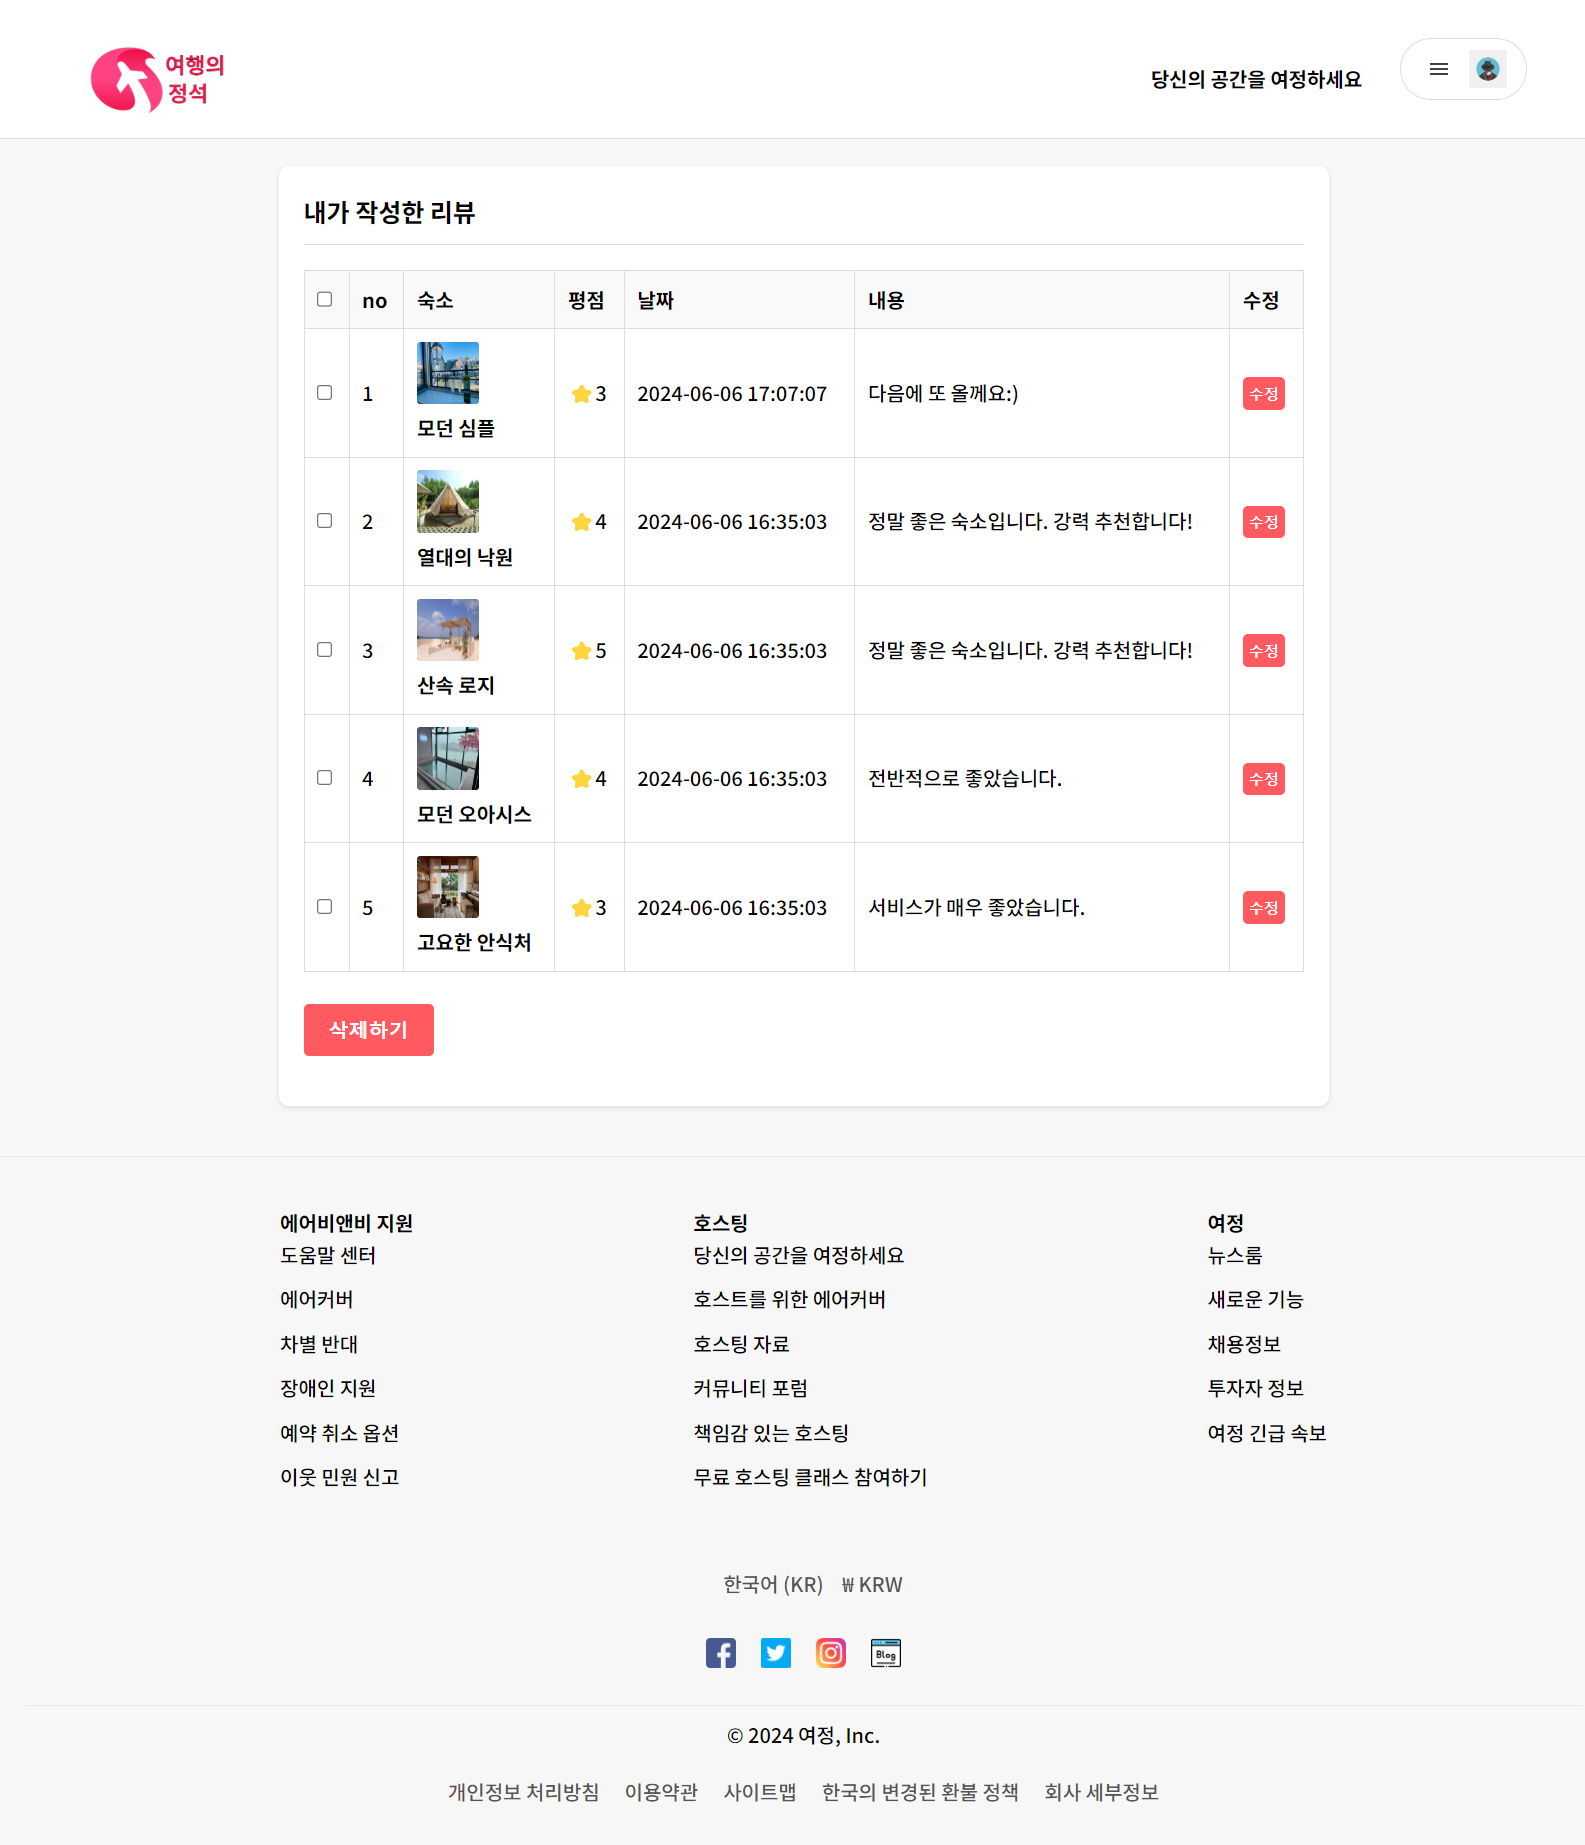 여행의
정석
당신의 공간을 여정하세요
내가 작성한 리뷰
no 숙소 평점 날짜 내용 수정
1 모던 심플 3 2024-06-06 17:07:07 다음에 또 올께요:) 수정
2 열대의 낙원 4 2024-06-06 16:35:03 정말 좋은 숙소입니다. 강력 추천합니다! 수정
3 산속 로지 5 2024-06-06 16:35:03 정말 좋은 숙소입니다. 강력 추천합니다! 수정
4 모던 오아시스 4 2024-06-06 16:35:03 전반적으로 좋았습니다. 수정
5 고요한 안식처 3 2024-06-06 16:35:03 서비스가 매우 좋았습니다. 수정
삭제하기
에어비앤비 지원
도움말 센터
에어커버
차별 반대
장애인 지원
예약 취소 옵션
이웃 민원 신고
호스팅
당신의 공간을 여정하세요
호스트를 위한 에어커버
호스팅 자료
커뮤니티 포럼
책임감 있는 호스팅
무료 호스팅 클래스 참여하기
여정
뉴스룸
새로운 기능
채용정보
투자자 정보
여정 긴급 속보
한국어 (KR) ₩ KRW
Blog
© 2024 여정, Inc.
개인정보 처리방침 이용약관 사이트맵 한국의 변경된 환불 정책 회사 세부정보